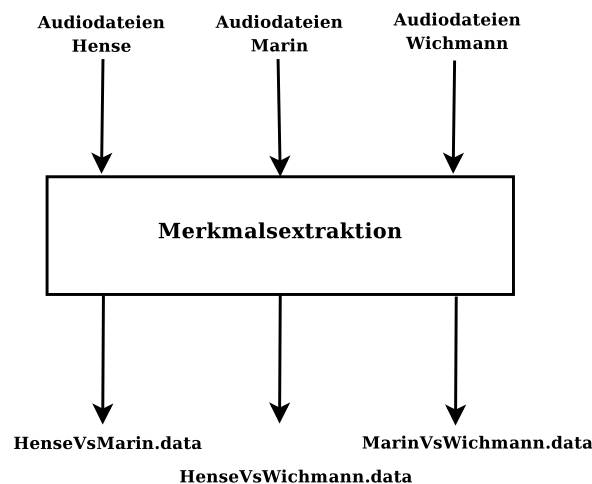 Audiodateien
Hense
Audiodateien
Marin
Audiodateien
Wichmann
Merkmalsextraktion
HenseVsMarin.data
MarinVsWichmann.data
HenseVsWichmann.data